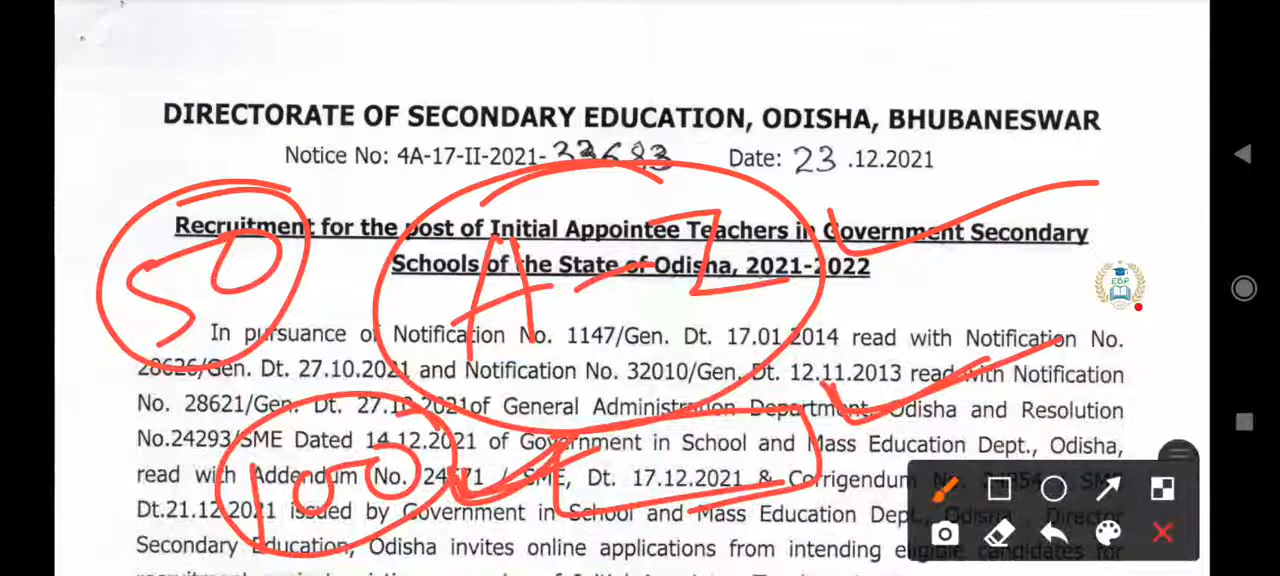 DIRECTORATE OF SECONDARY EDUCATION, ODISHA, BHUBANESWAR
Notice No: 4A-17-II-2021-33683 Date: 23 .12.2021
Recruitment for the post of Initial Appointee Teachers in Government Secondary
Schools of the State of Odisha, 2021-2022
50
A-Z
EBP
In pursuance of Notification No. 1147/Gen. Dt. 17.01.2014 read with Notification No.
28626/Gen. Dt. 27.10.2021 and Notification No. 32010/Gen. Dt. 12.11.2013 read with Notification
No. 28621/Gen. Dt. 27.10.2021of General Administration Department, Odisha and Resolution
No.24293/SME Dated 14.12.2021 of Government in School and Mass Education Dept., Odisha,
100
read with Addendum No. 24571 / SME, Dt. 17.12.2021 & Corrigendum No. SME
Dt.21.12.2021 issued by Government in School and Mass Education Dept., Odisha, Director
Secondary Education, Odisha invites online applications from intending eligible candidates for